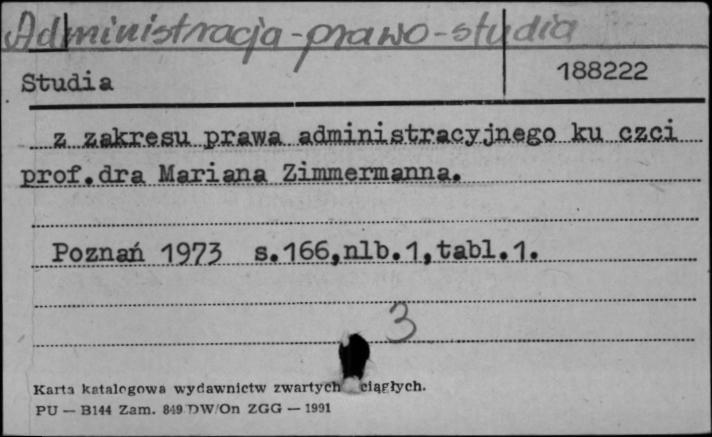 Administracja-prawo-studia
Studia
188222
z zakresu prawa administracyjnego ku czci
prof.dra Mariana Zimmermanna.
Poznań 1973 s.166,nlb.1,tabl.1.
3
Karta katalogowa wydawnictw zwartych ciągłych.
PU — B144 Zam. 849 DW/On ZGG — 1991